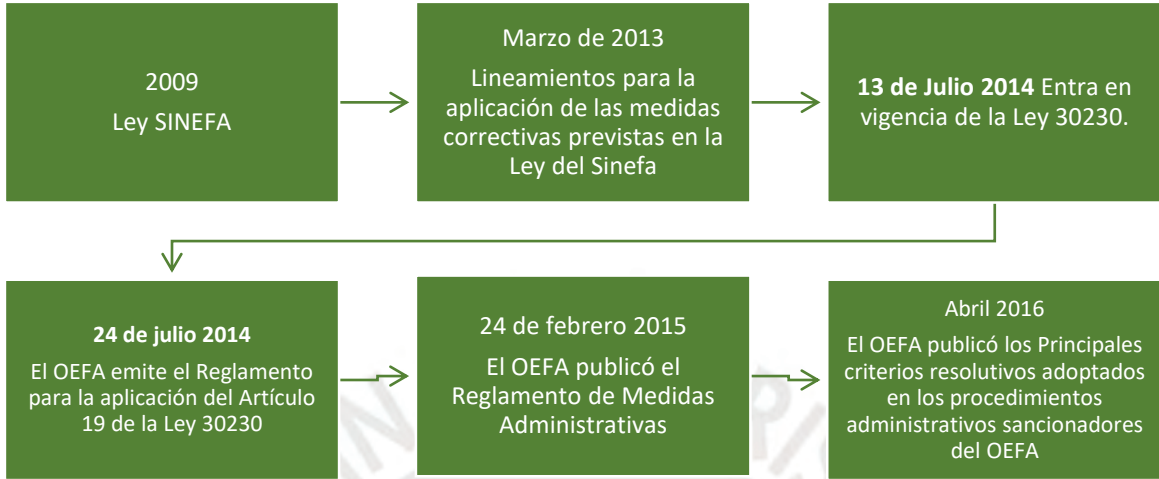 2009
Ley SINEFA
Marzo de 2013
Lineamientos para la
aplicación de las medidas
correctivas previstas en la
Ley del Sinefa
13 de Julio 2014 Entra en
vigencia de la Ley 30230.
24 de julio 2014
El OEFA emite el Reglamento
para la aplicación del Artículo
19 de la Ley 30230
24 de febrero 2015
El OEFA publicó el
Reglamento de Medidas
Administrativas
Abril 2016
El OEFA publicó los Principales
criterios resolutivos adoptados
en los procedimientos
administrativos sancionadores
del OEFA